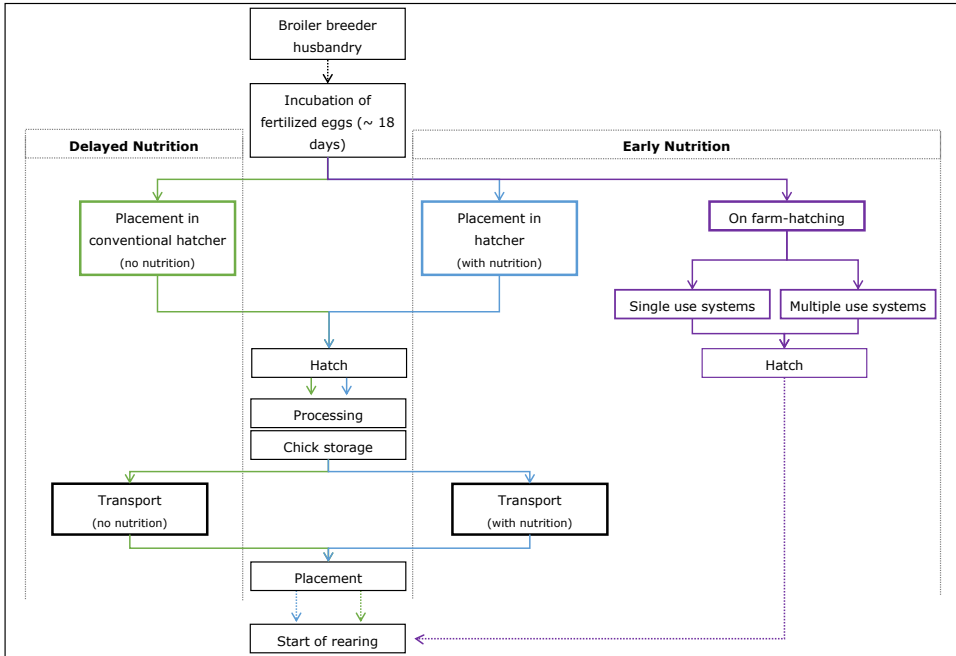 Broiler breeder
husbandry
Incubation of
fertilized eggs (~ 18
days)
Delayed Nutrition
Early Nutrition
Placement in
conventional hatcher
(no nutrition)
Placement in
hatcher
(with nutrition)
On farm-hatching
Single use systems
Multiple use systems
Hatch
Hatch
Processing
Chick storage
Transport
(no nutrition)
Transport
(with nutrition)
Placement
Start of rearing